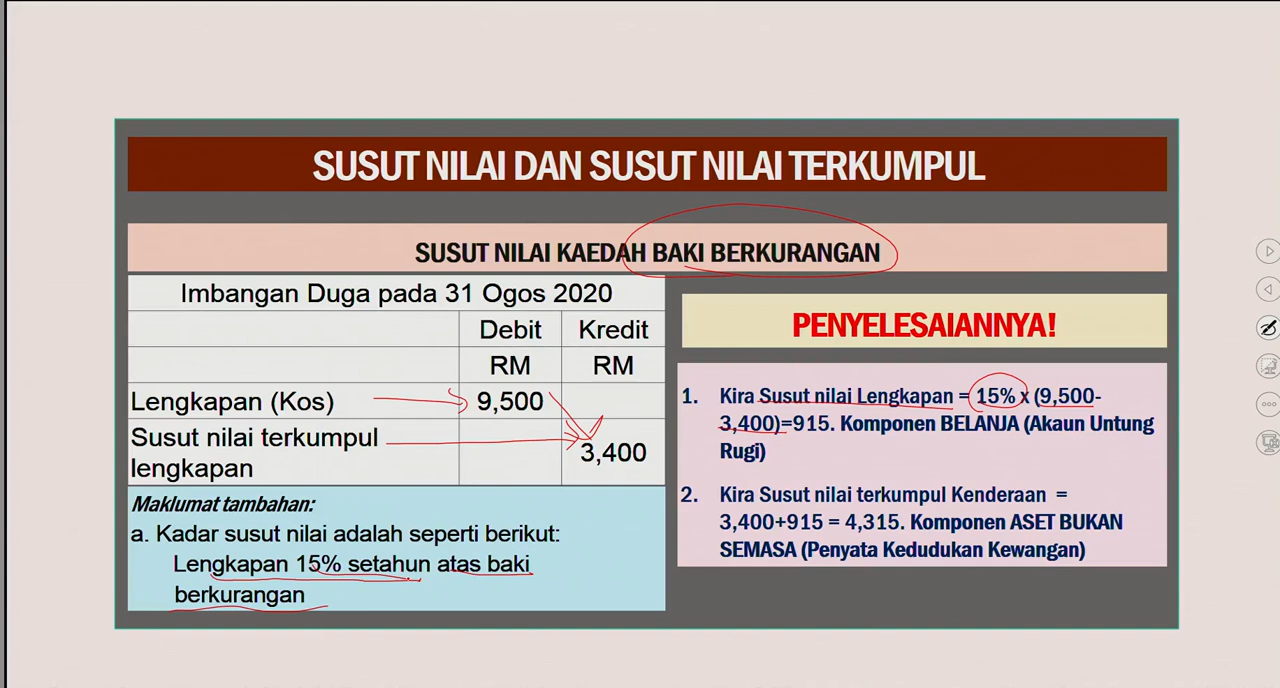 SUSUT NILAI DAN SUSUT NILAI TERKUMPUL
SUSUT NILAI KAEDAH BAKI BERKURANGAN
Imbangan Duga pada 31 Ogos 2020
Debit Kredit
RM RM
Lengkapan (Kos) 9,500
Susut nilai terkumpul
lengkapan 3,400
Maklumat tambahan:
a. Kadar susut nilai adalah seperti berikut:
Lengkapan 15% setahun atas baki
berkurangan
PENYELESAIANNYA!
1. Kira Susut nilai Lengkapan = 15% x (9,500-
3,400)=915. Komponen BELANJA (Akaun Untung
Rugi)
2. Kira Susut nilai terkumpul Kenderaan =
3,400+915 = 4,315. Komponen ASET BUKAN
SEMASA (Penyata Kedudukan Kewangan)